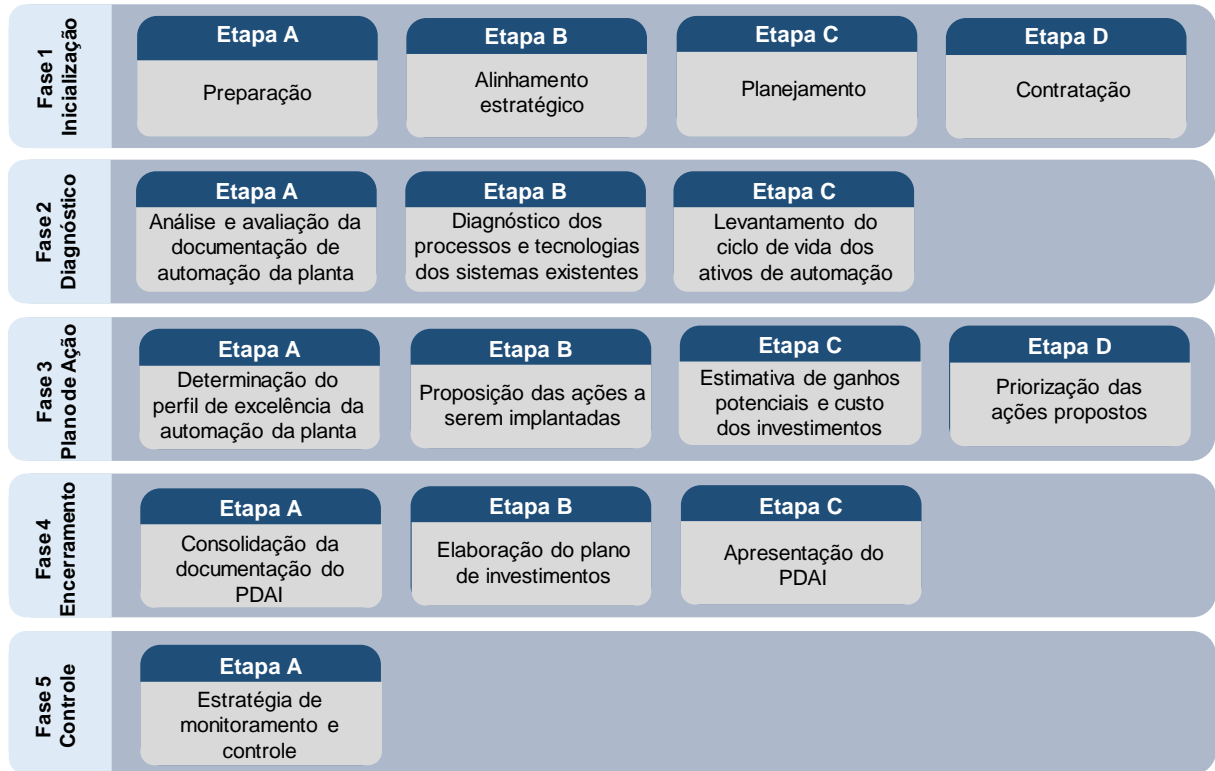 Fase 1
Inicialização
Etapa A
Preparação
Etapa B
Alinhamento
estratégico
Etapa C
Planejamento
Etapa D
Contratação
Fase 2
Diagnóstico
Etapa A
Análise e avaliação da
documentação de
automação da planta
Etapa B
Diagnóstico dos
processos e tecnologias
dos sistemas existentes
Etapa C
Levantamento do
ciclo de vida dos
ativos de automação
Fase 3
Plano de Ação
Etapa A
Determinação do
perfil de excelência da
automação da planta
Etapa B
Proposição das ações a
serem implantadas
Etapa C
Estimativa de ganhos
potenciais e custo
dos investimentos
Etapa D
Priorização das
ações propostos
Fase 4
Encerramento
Etapa A
Consolidação da
documentação do
PDAI
Etapa B
Elaboração do plano
de investimentos
Etapa C
Apresentação do
PDAI
Fase 5
Controle
Etapa A
Estratégia de
monitoramento e
controle